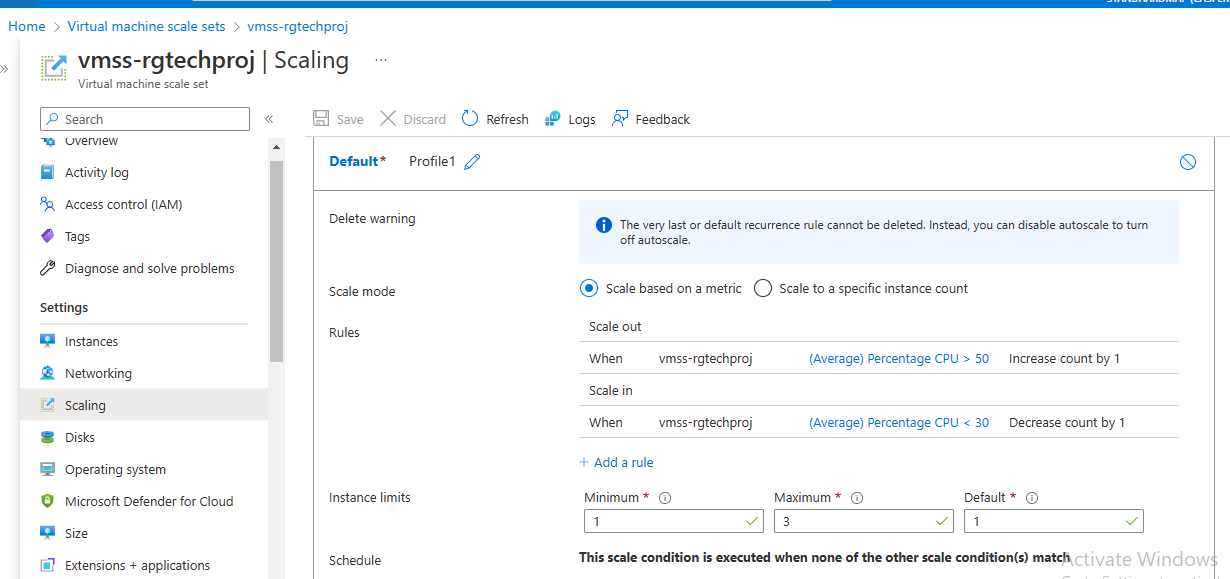 Home > Virtual machine scale sets > vmss-rgtechproj
vmss-rgtechproj | Scaling ...
Virtual machine scale set
Search
Save Discard Refresh Logs Feedback
Overview
Activity log
Access control (IAM)
Tags
Diagnose and solve problems
Settings
Instances
Networking
Scaling
Disks
Operating system
Microsoft Defender for Cloud
Size
Extensions + applications
Default* Profile1
Delete warning
The very last or default recurrence rule cannot be deleted. Instead, you can disable autoscale to turn
off autoscale.
Scale mode
Scale based on a metric Scale to a specific instance count
Rules
Scale out
When vmss-rgtechproj (Average) Percentage CPU > 50 Increase count by 1
Scale in
When vmss-rgtechproj (Average) Percentage CPU < 30 Decrease count by 1
+ Add a rule
Instance limits
Minimum * Maximum * Default *
1 3 1
Schedule
This scale condition is executed when none of the other scale condition(s) match
Activate Windows